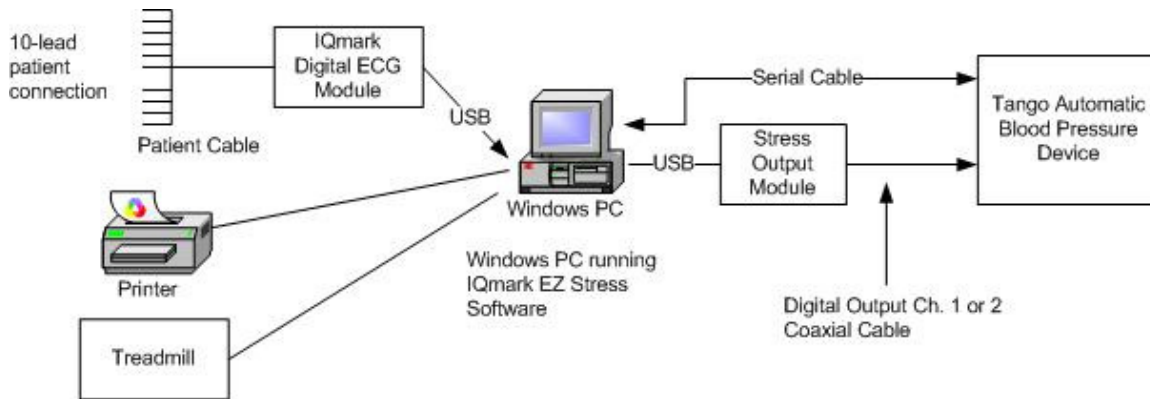 10-lead
patient
connection
Patient Cable
IQmark
Digital ECG
Module
USB
Serial Cable
Tango Automatic
Blood Pressure
Device
USB
Stress
Output
Module
Windows PC
Windows PC running
IQmark EZ Stress
Software
Printer
Treadmill
Digital Output Ch. 1 or 2
Coaxial Cable